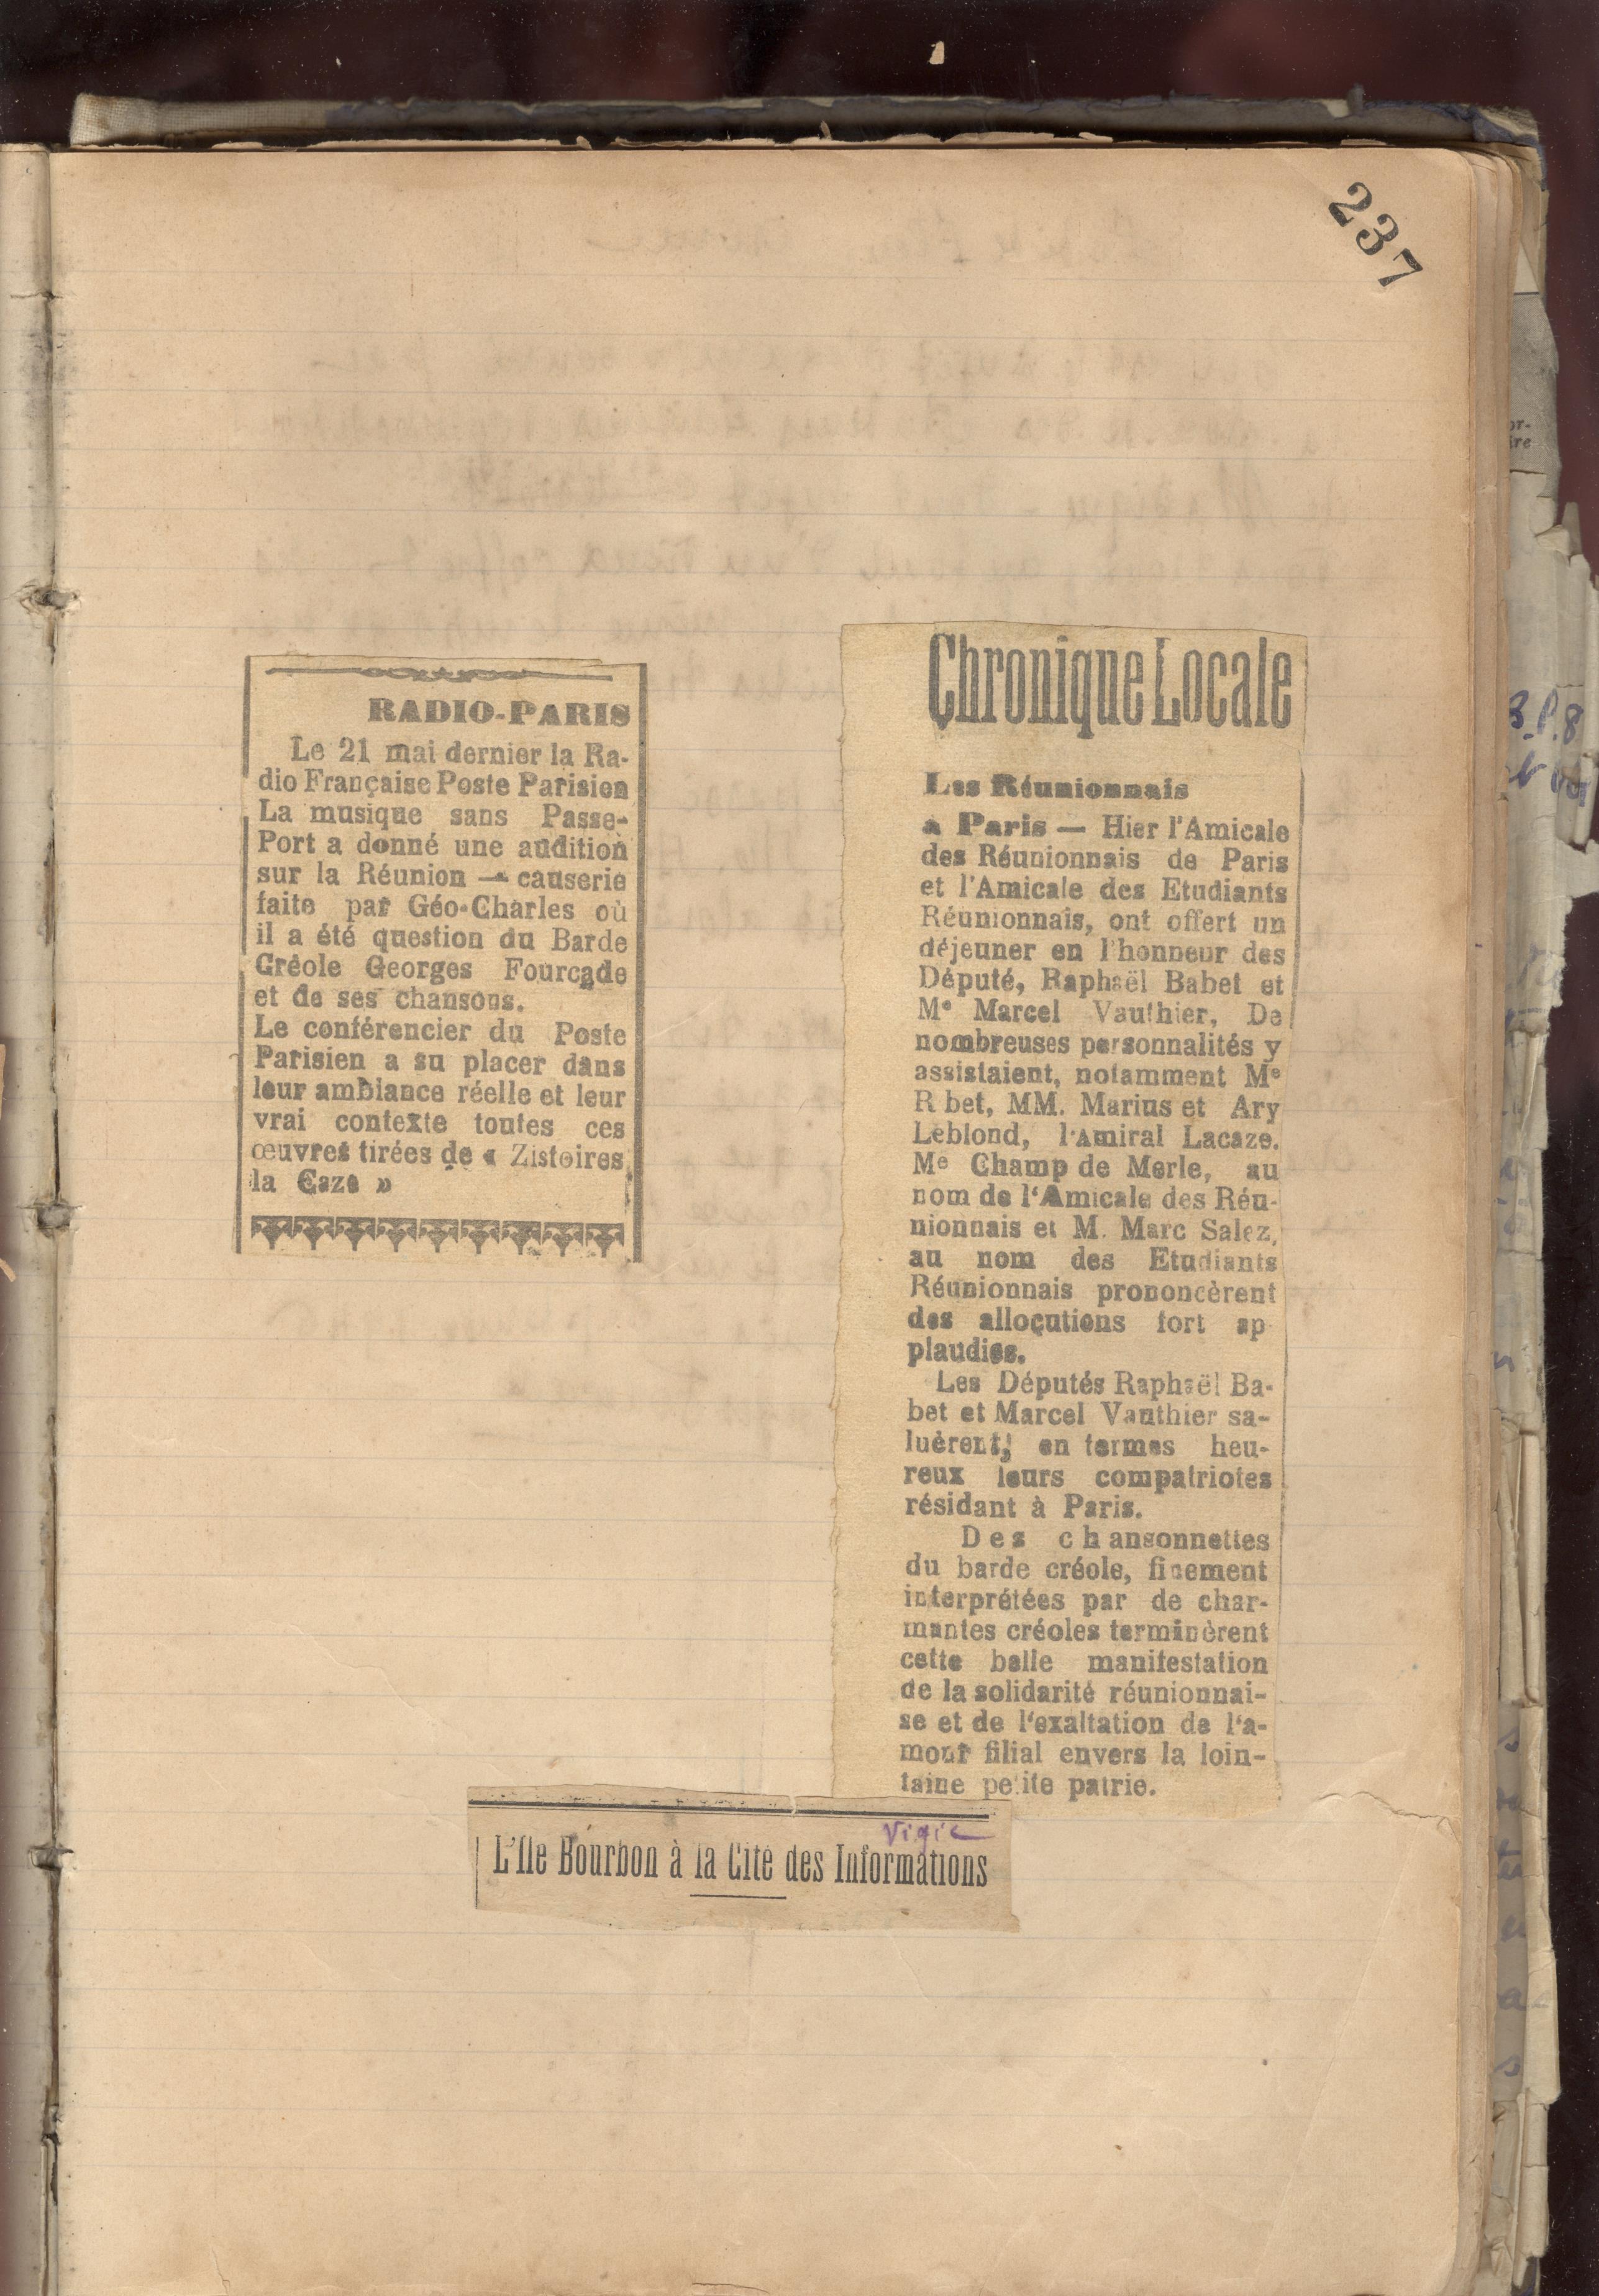 237
RADIO-PARIS
Le 21 mai dernier la Ra-
dio Française Poste Parisien
La musique sans Passe-
Port a donné une audition
sur la Réunion — causerie
faite par Géo-Charles où
il a été question du Barde
Créole Georges Fourcade
et de ses chansons.
Le conférencier du Poste
Parisien a su placer dans
leur ambiance réelle et leur
vrai contexte toutes ces
œuvres tirées de « Zistoires
la Caze »
Chronique Locale
Les Réunionnais
a Paris — Hier l'Amicale
des Réunionnais de Paris
et l'Amicale des Etudiants
Réunionnais, ont offert un
déjeuner en l'honneur des
Député, Raphaël Babet et
Me Marcel Vauthier, De
nombreuses personnalités y
assistaient, notamment Me
R bet, MM. Marius et Ary
Leblond, l'Amiral Lacaze.
Me Champ de Merle, au
nom de l'Amicale des Réu-
nionnais et M. Marc Salez,
au nom des Etudiants
Réunionnais prononcèrent
des allocutions fort ap
plaudies.
Les Députés Raphaël Ba-
bet et Marcel Vauthier sa-
luèrent, en termes heu-
reux leurs compatriotes
résidant à Paris.
Des chansonnettes
du barde créole, finement
interprétées par de char-
mantes créoles terminèrent
cette belle manifestation
de la solidarité réunionnai-
se et de l'exaltation de l'a-
mour filial envers la loin-
taine petite patrie.
Vigie
L'Ile Bourbon à la Cité des Informations